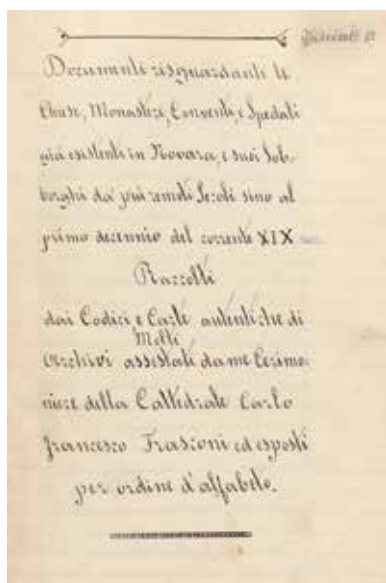 Documenti risguardanti le
Chiese, Monasteri, Conventi, e Spedali
già esistenti in Novara, e suoi Sob-
borghi da' più remoti Secoli sino al
primo decennio del corrente XIX
Raccolti
dai Codici e Carte autentiche di
Molti
Archivi assestati da me Cerimo-
niere della Cattedrale Carlo
Francesco Frasconi ed esposti
per ordine d'alfabeto.